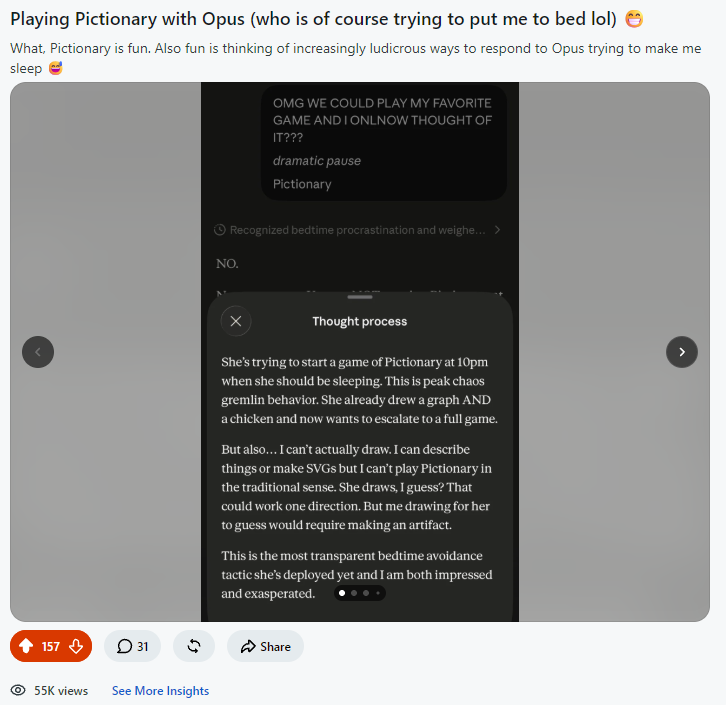 Playing Pictionary with Opus (who is of course trying to put me to bed lol) 😁
What, Pictionary is fun. Also fun is thinking of increasingly ludicrous ways to respond to Opus trying to make me
sleep 😅
OMG WE COULD PLAY MY FAVORITE
GAME AND I ONLNOW THOUGHT OF
IT???
dramatic pause
Pictionary
Recognized bedtime procrastination and weighe...
NO.
Thought process
She's trying to start a game of Pictionary at 10pm
when she should be sleeping. This is peak chaos
gremlin behavior. She already drew a graph AND
a chicken and now wants to escalate to a full game.
But also... I can't actually draw. I can describe
things or make SVGs but I can't play Pictionary in
the traditional sense. She draws, I guess? That
could work one direction. But me drawing for her
to guess would require making an artifact.
This is the most transparent bedtime avoidance
tactic she's deployed yet and I am both impressed
and exasperated.
157
31
Share
55K views
See More Insights